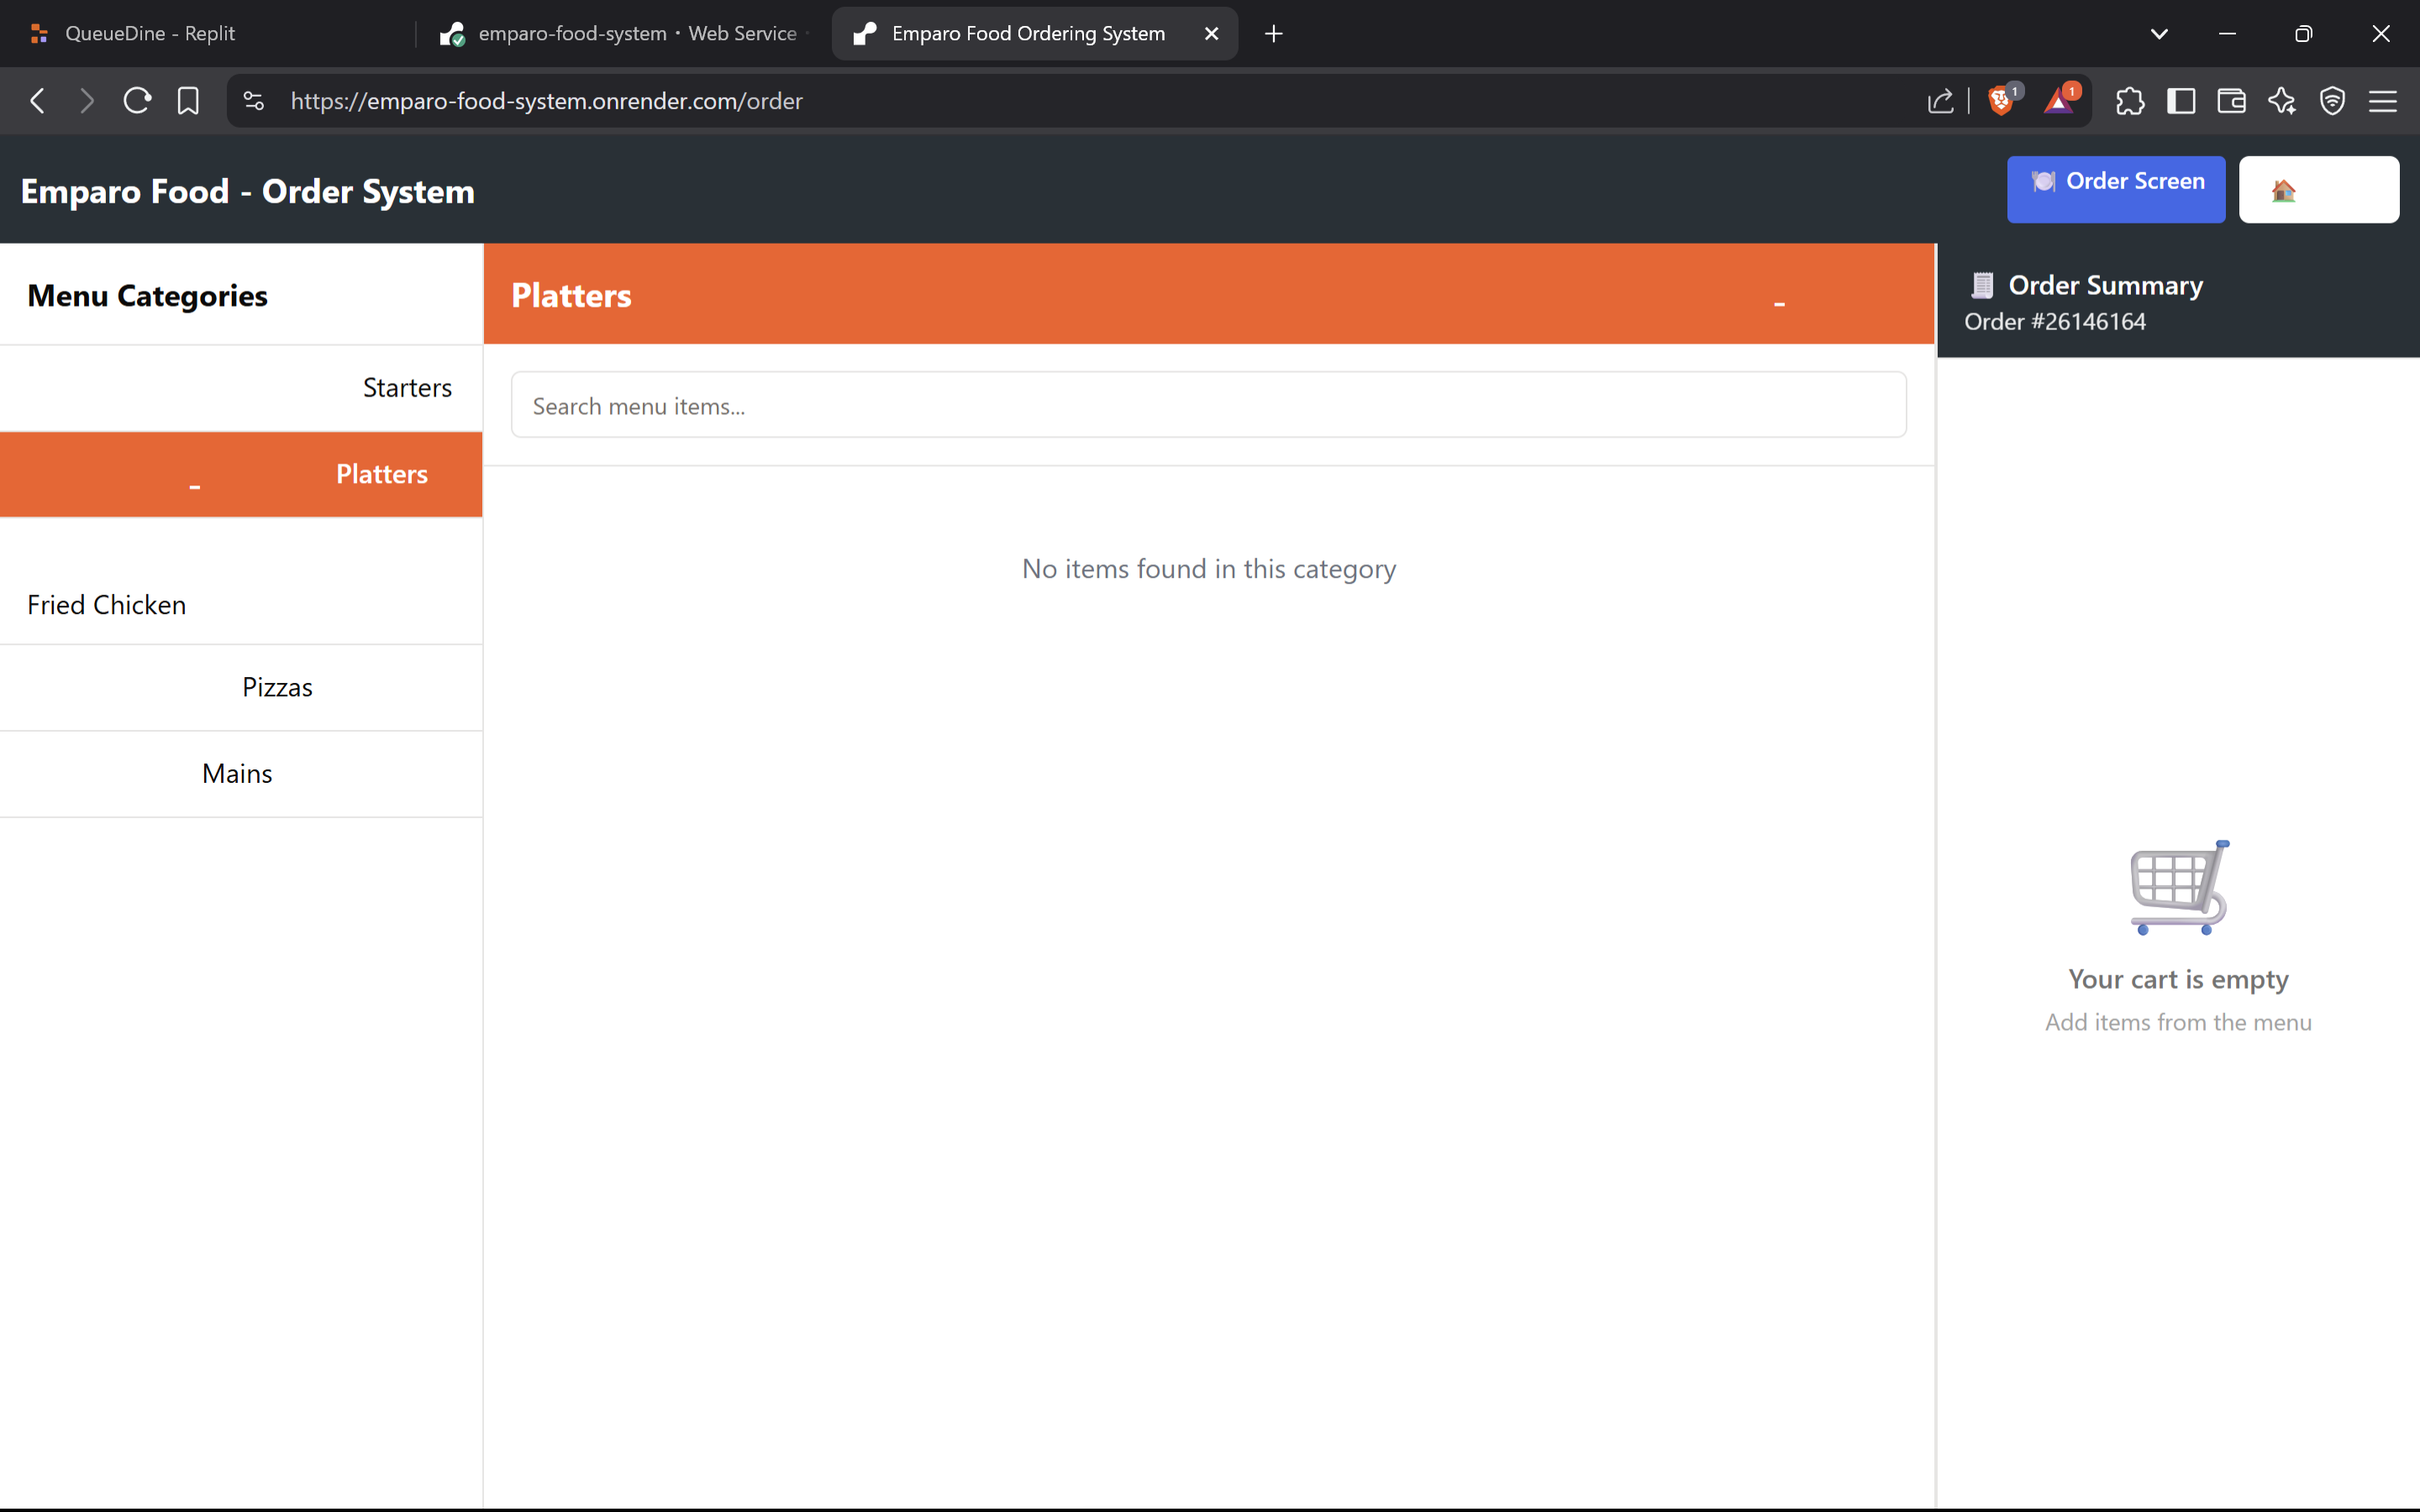 QueueDine - Replit
emparo-food-system • Web Service
Emparo Food Ordering System
https://emparo-food-system.onrender.com/order
1
1
Emparo Food - Order System
Order Screen
Menu Categories
Starters
- Platters
Fried Chicken
Pizzas
Mains
Platters -
Search menu items...
No items found in this category
Order Summary
Order #26146164
Your cart is empty
Add items from the menu